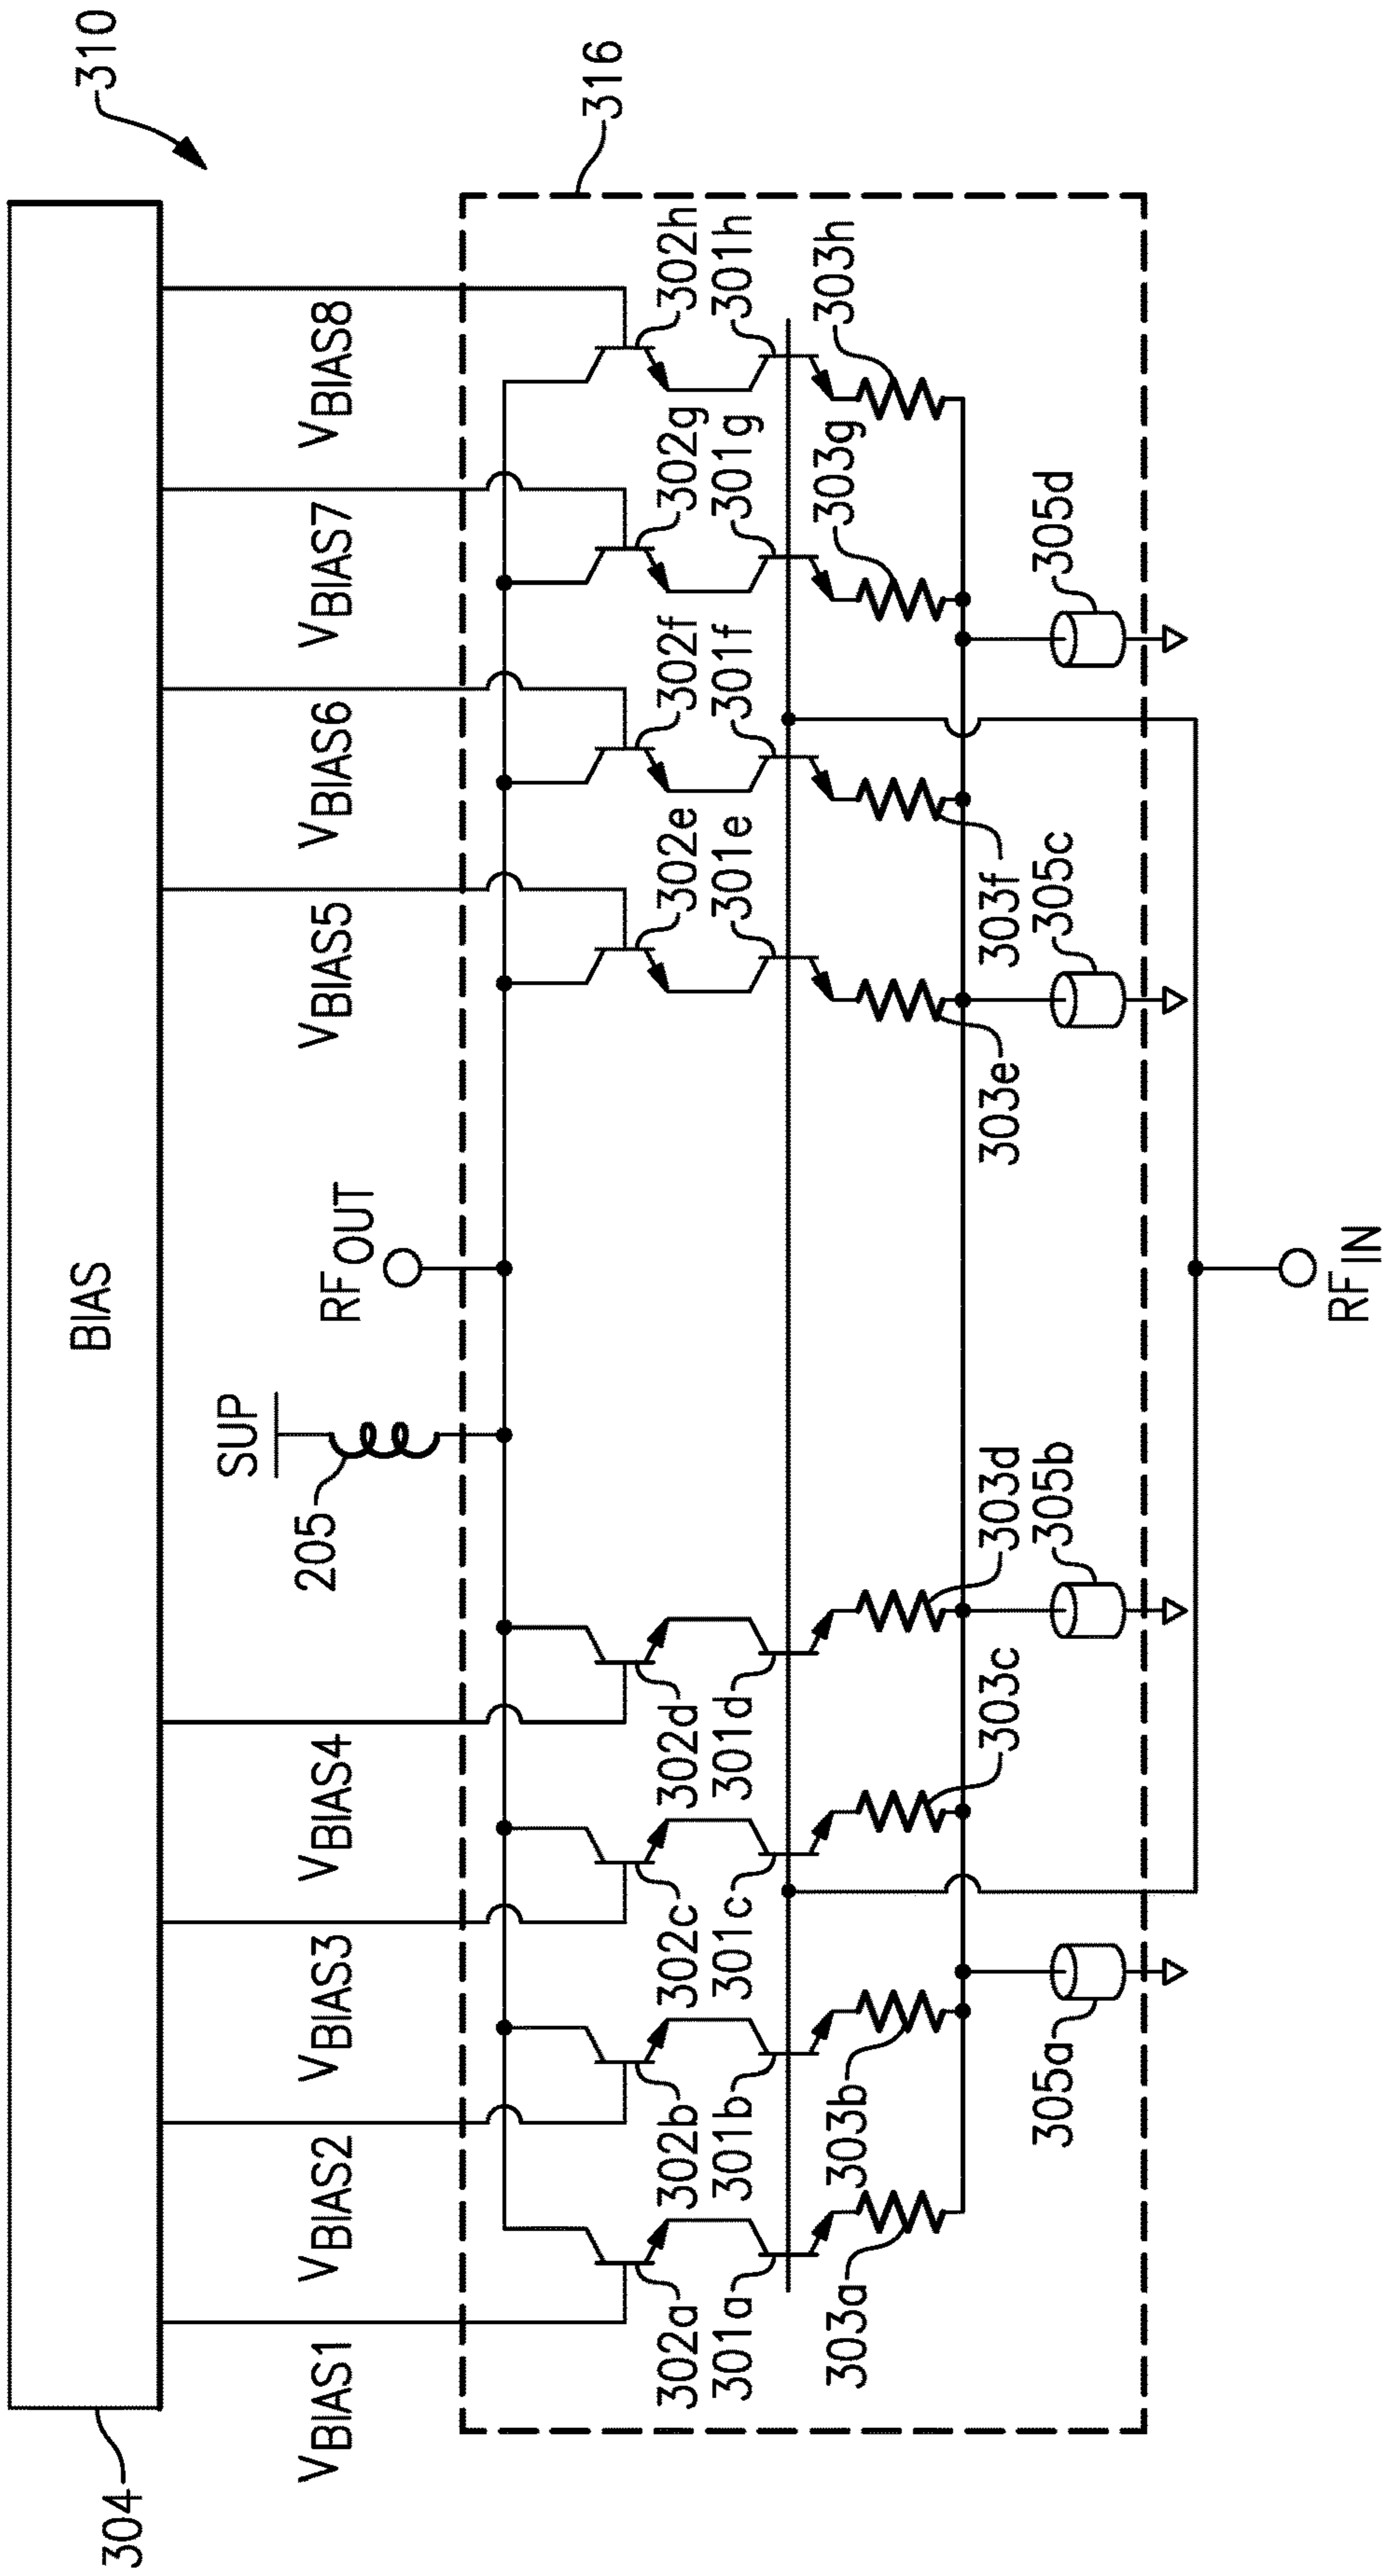 310
304
BIAS
316
VBIAS1
VBIAS2
VBIAS3
VBIAS4
VBIAS5
VBIAS6
VBIAS7
VBIAS8
SUP
205
RFOUT
302a
302b
302c
302d
302e
302f
302g
302h
301a
301b
301c
301d
301e
301f
301g
301h
303a
303b
303c
303d
303e
303f
303g
303h
305a
305b
305c
305d
RFIN